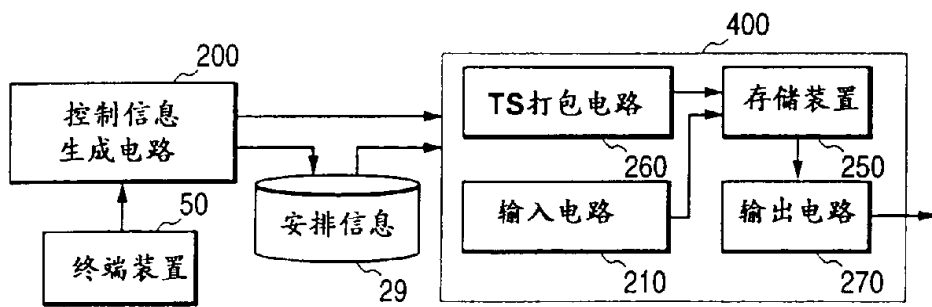 200
控制信息
生成电路
50
终端装置
安排信息
29
400
TS打包电路
260
存储装置
250
输入电路
210
输出电路
270